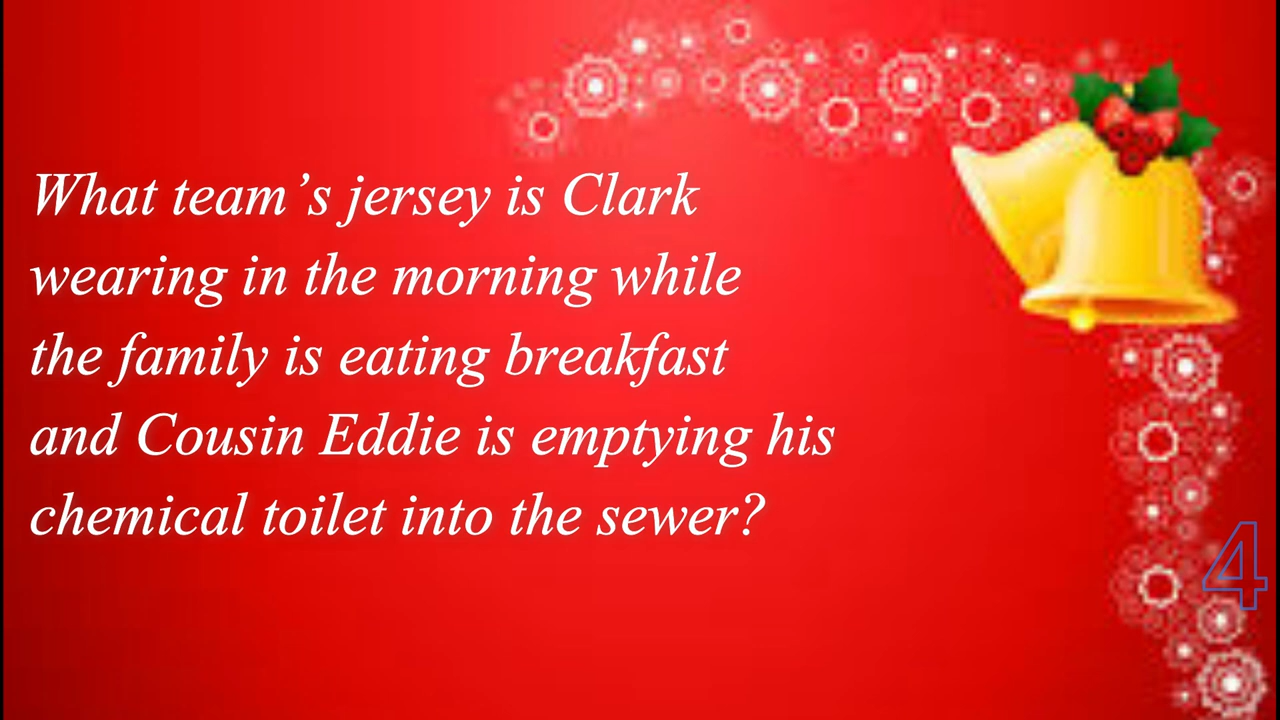 What team’s jersey is Clark
wearing in the morning while
the family is eating breakfast
and Cousin Eddie is emptying his
chemical toilet into the sewer?
4